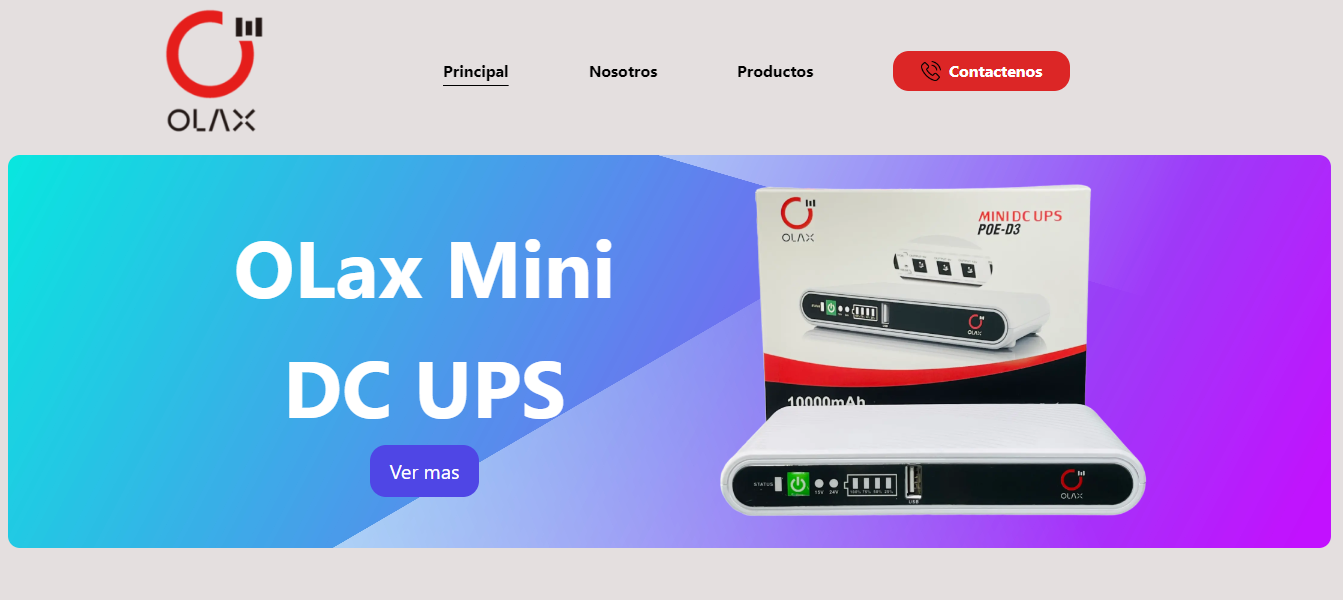 OLAX
Principal
Nosotros
Productos
Contactenos
OLax Mini
DC UPS
Ver mas
OLAX
MINI DC UPS
POE-D3
OLAX
10000mAh
STATUS
15V
24V
100% 75% 50% 25%
USB
OLAX